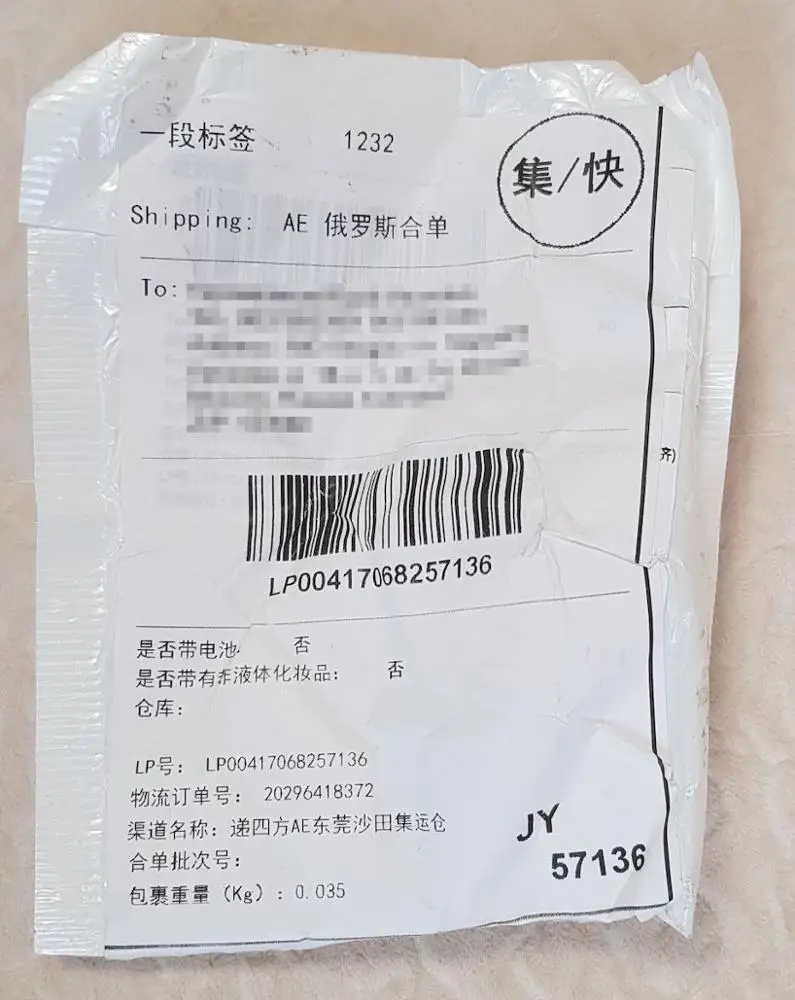 一段标签 1232
集/快
Shipping: AE 俄罗斯合单
To:
LP00417068257136
齐)
是否带电池 否
是否带有非液体化妆品: 否
仓库:
LP号: LP00417068257136
物流订单号: 20296418372
渠道名称: 递四方AE东莞沙田集运仓
合单批次号:
包裹重量 (Kg) : 0.035
JY
57136